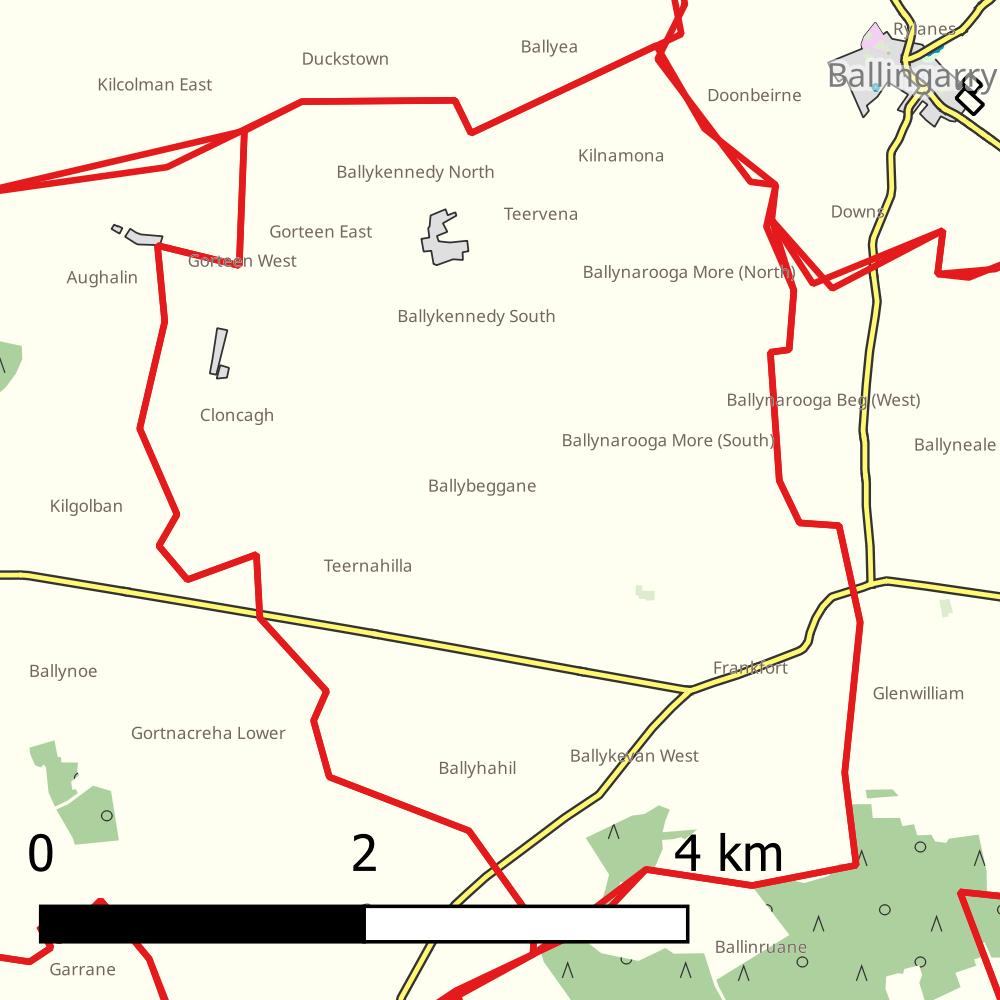 Rylanes
Ballyea
Duckstown
Ballingarry
Kilcolman East
Doonbeirne
Kilnamona
Ballykennedy North
Teervena
Downs
Gorteen East
Gorteen West
Ballynarooga More (North)
Aughalin
Ballykennedy South
Ballynarooga Beg (West)
Cloncagh
Ballynarooga More (South)
Ballyneale
Ballybeggane
Kilgolban
Teernahilla
Frankfort
Ballynoe
Glenwilliam
Gortnacreha Lower
Ballykevan West
Ballyhahil
0 2 4 km
Ballinruane
Garrane